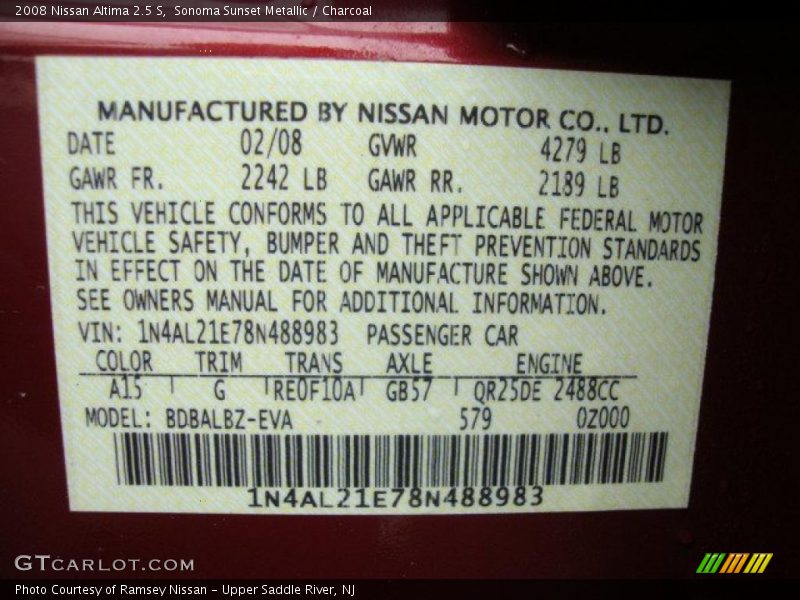 2008 Nissan Altima 2.5 S, Sonoma Sunset Metallic / Charcoal
MANUFACTURED BY NISSAN MOTOR CO., LTD.
DATE 02/08 GVWR 4279 LB
GAWR FR. 2242 LB GAWR RR. 2189 LB
THIS VEHICLE CONFORMS TO ALL APPLICABLE FEDERAL MOTOR
VEHICLE SAFETY, BUMPER AND THEFT PREVENTION STANDARDS
IN EFFECT ON THE DATE OF MANUFACTURE SHOWN ABOVE.
SEE OWNERS MANUAL FOR ADDITIONAL INFORMATION.
VIN: 1N4AL21E78N488983 PASSENGER CAR
COLOR TRIM TRANS AXLE ENGINE
A15 G RE0F10A GB57 QR25DE 2488CC
MODEL: BDBALBZ-EVA 579 0Z000
1N4AL21E78N488983
GTCARLOT.COM
Photo Courtesy of Ramsey Nissan - Upper Saddle River, NJ